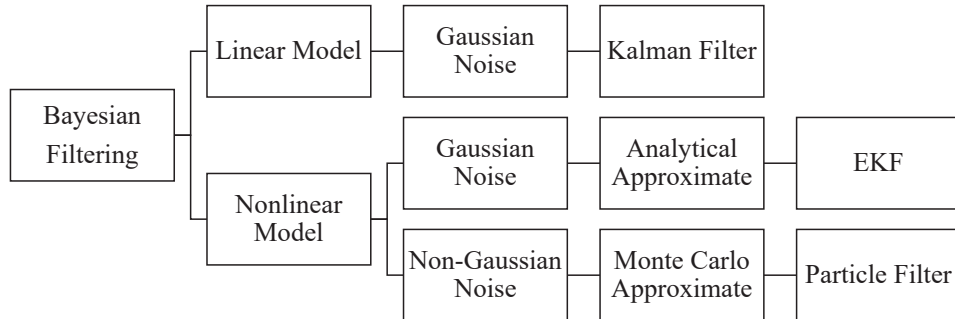 Linear Model
Gaussian
Noise
Kalman Filter
Bayesian
Filtering
Gaussian
Noise
Analytical
Approximate
EKF
Nonlinear
Model
Non-Gaussian
Noise
Monte Carlo
Approximate
Particle Filter